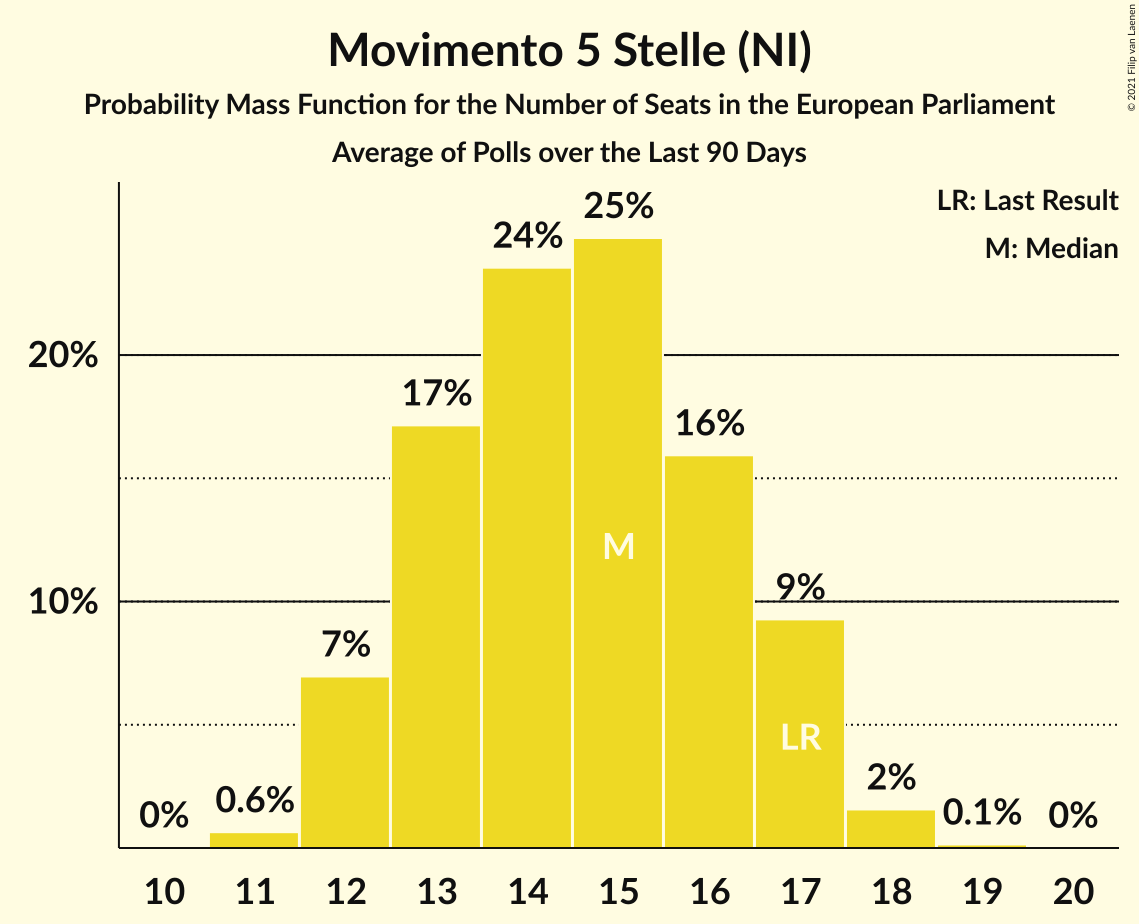 Movimento 5 Stelle (NI)
Probability Mass Function for the Number of Seats in the European Parliament
Average of Polls over the Last 90 Days
© 2021 Filip van Laenen
LR: Last Result
M: Median
25%
24%
20%
17%
16%
M
10%
9%
7%
LR
2%
0%
0.6%
0.1%
0%
10 11 12 13 14 15 16 17 18 19 20